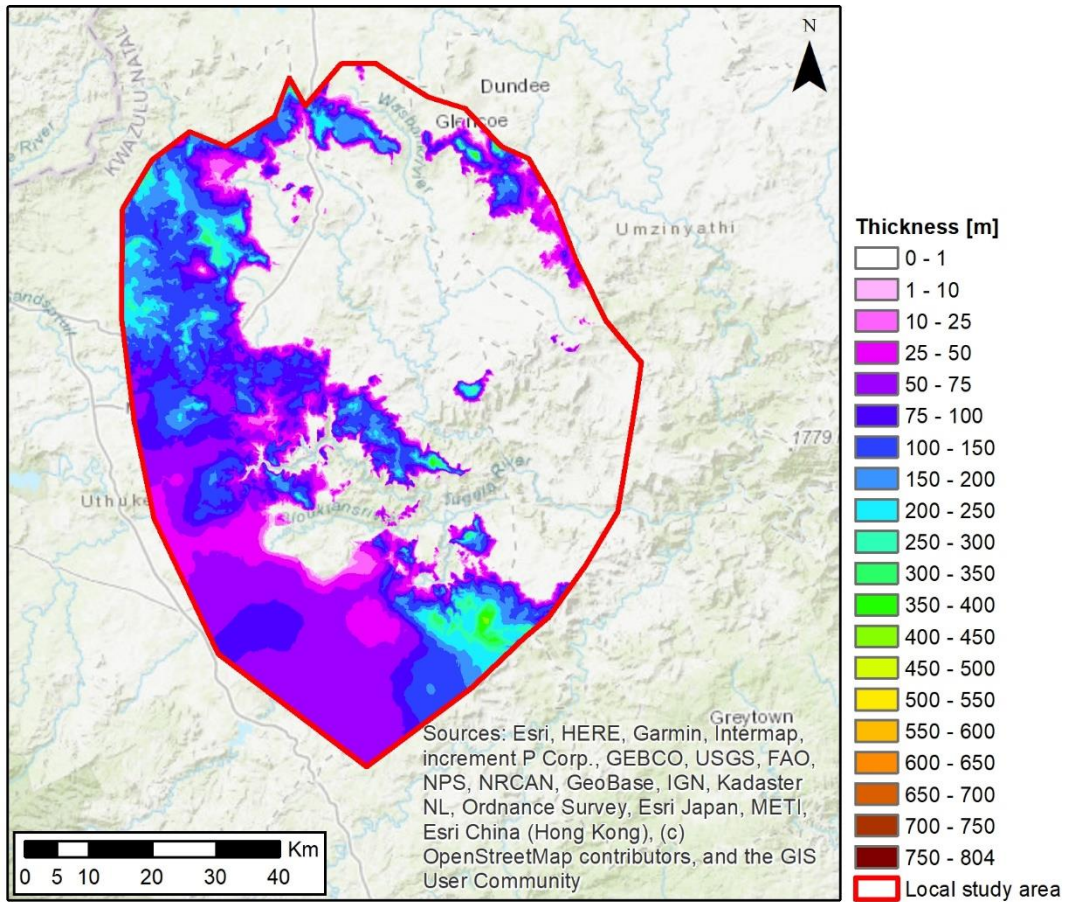 N
KWAZULU NATAL
Dundee
Glencoe
e River
Umzinyathi
andspruit
1779
Uthuke
Tugela River
Greytown
Sources: Esri, HERE, Garmin, Intermap,
increment P Corp., GEBCO, USGS, FAO,
NPS, NRCAN, GeoBase, IGN, Kadaster
NL, Ordnance Survey, Esri Japan, METI,
Esri China (Hong Kong), (c)
OpenStreetMap contributors, and the GIS
User Community
Km
0 5 10 20 30 40
Thickness [m]
0 - 1
1 - 10
10 - 25
25 - 50
50 - 75
75 - 100
100 - 150
150 - 200
200 - 250
250 - 300
300 - 350
350 - 400
400 - 450
450 - 500
500 - 550
550 - 600
600 - 650
650 - 700
700 - 750
750 - 804
Local study area